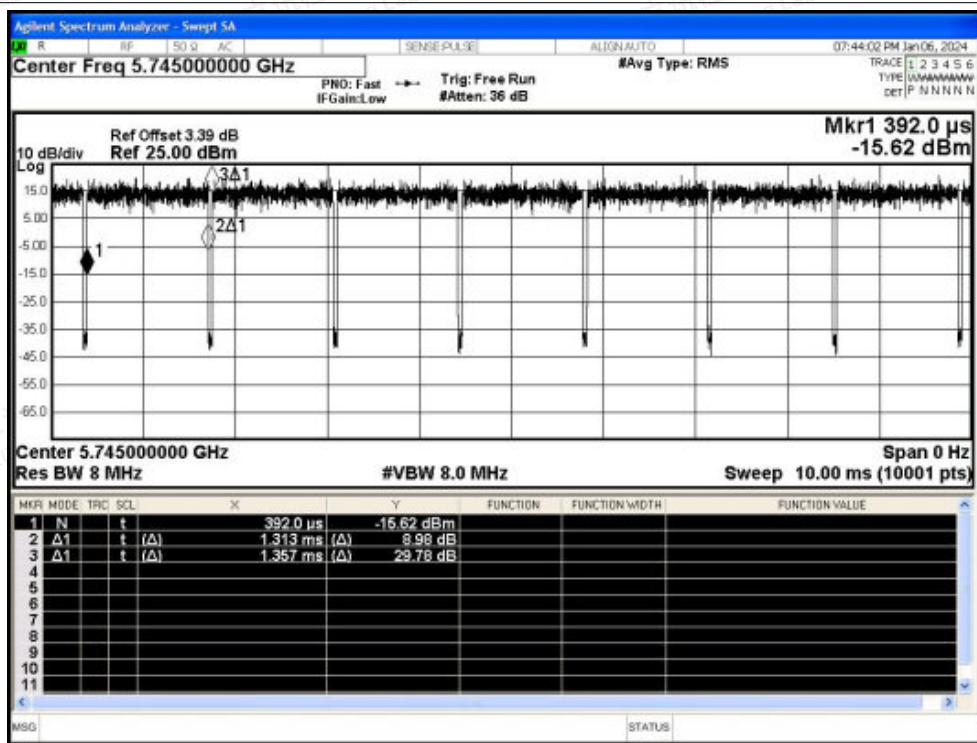 Agilent Spectrum Analyzer - Swept SA
R RF 50 Ω AC SENSE:PULSE ALIGN AUTO 07:44:02 PM Jan 06, 2024
Center Freq 5.745000000 GHz #Avg Type: RMS TRACE 1 2 3 4 5 6
PNO: Fast Trig: Free Run TYPE
IFGain:Low #Atten: 36 dB DET P N N N N N
Mkr1 392.0 µs
Ref Offset 3.39 dB
10 dB/div Ref 25.00 dBm -15.62 dBm
Log
3Δ1
15.0
5.00
2Δ1
-5.00
1
-15.0
-25.0
-35.0
-45.0
-55.0
-65.0
Center 5.745000000 GHz Span 0 Hz
Res BW 8 MHz #VBW 8.0 MHz Sweep 10.00 ms (10001 pts)
MKR MODE TRC SCL X Y FUNCTION FUNCTION WIDTH FUNCTION VALUE
1 N t 392.0 µs -15.62 dBm
2 Δ1 t (Δ) 1.313 ms (Δ) 8.98 dB
3 Δ1 t (Δ) 1.357 ms (Δ) 29.78 dB
4
5
6
7
8
9
10
11
MSG STATUS